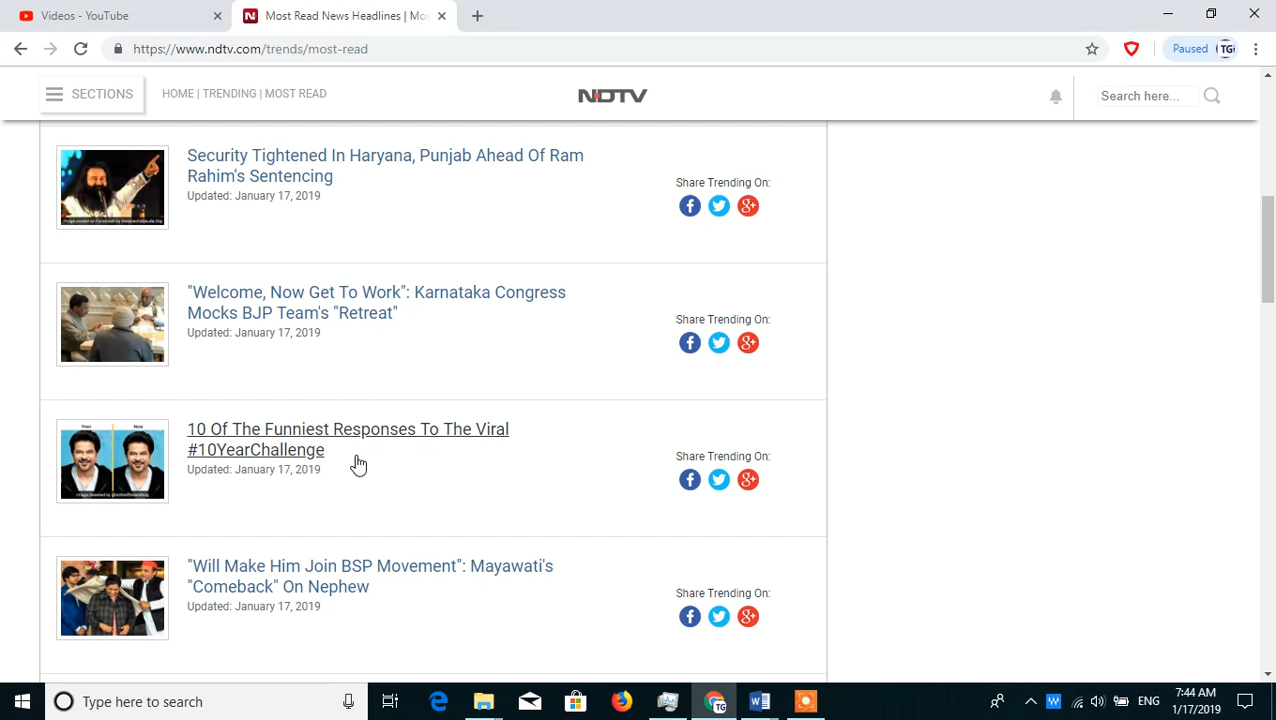 Videos - YouTube
Most Read News Headlines | Mos
https://www.ndtv.com/trends/most-read
Paused
TG
SECTIONS
HOME | TRENDING | MOST READ
NDTV
Search here...
Security Tightened In Haryana, Punjab Ahead Of Ram
Rahim's Sentencing
Updated: January 17, 2019
Share Trending On:
"Welcome, Now Get To Work": Karnataka Congress
Mocks BJP Team's "Retreat"
Updated: January 17, 2019
Share Trending On:
Then Now
10 Of The Funniest Responses To The Viral
#10YearChallenge
Updated: January 17, 2019
Share Trending On:
"Will Make Him Join BSP Movement": Mayawati's
"Comeback" On Nephew
Updated: January 17, 2019
Share Trending On:
Type here to search
TG
ENG
7:44 AM
1/17/2019